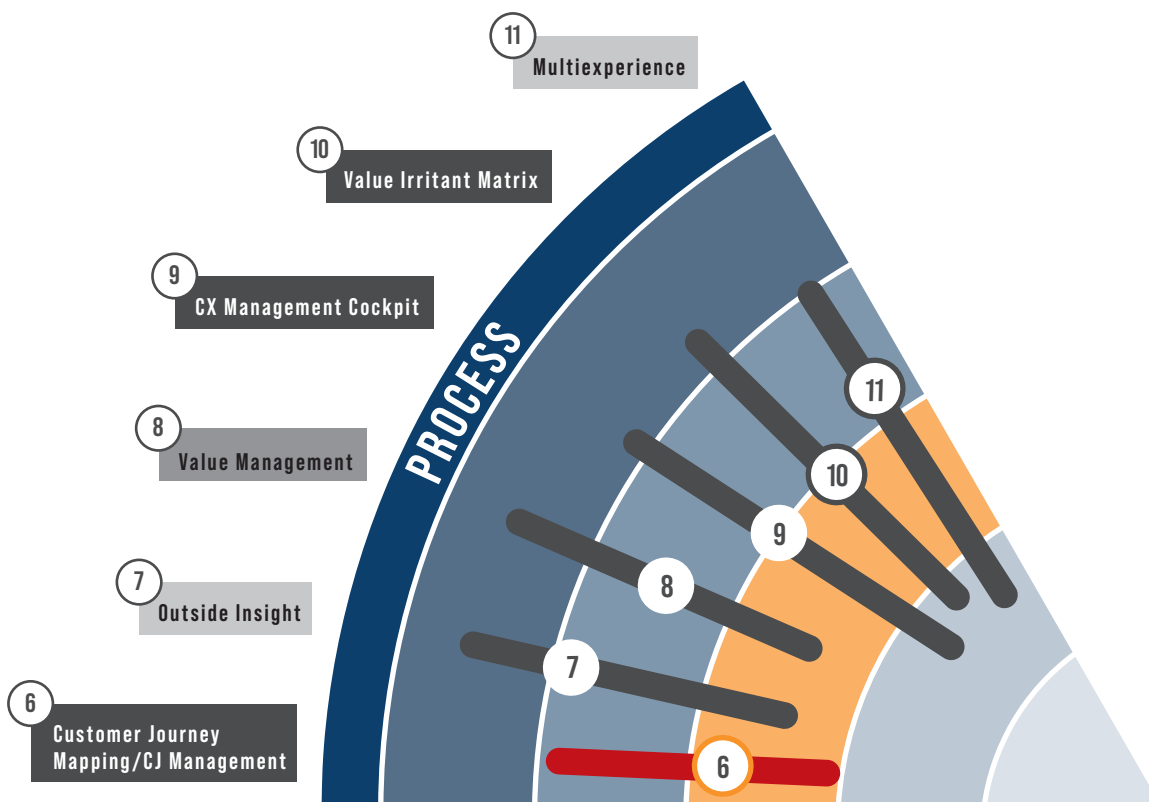 11
Multiexperience
10
Value Irritant Matrix
9
CX Management Cockpit
8
Value Management
7
Outside Insight
6
Customer Journey
Mapping/CJ Management
PROCESS
11
10
9
8
7
6